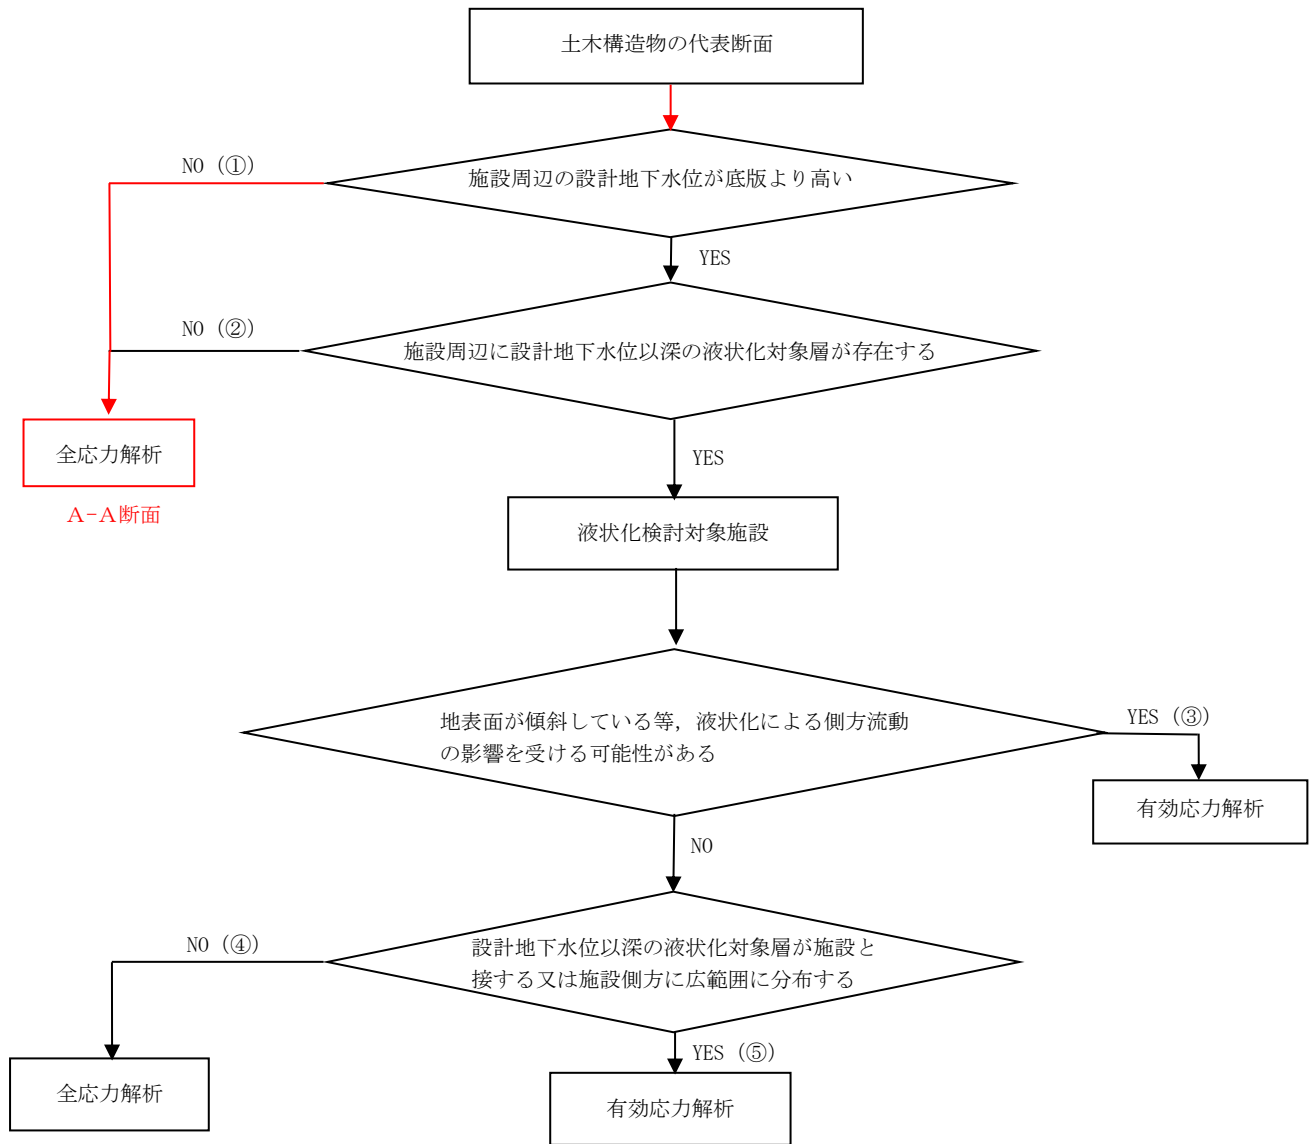 土木構造物の代表断面
NO (①)
施設周辺の設計地下水位が底版より高い
YES
NO (②)
施設周辺に設計地下水位以深の液状化対象層が存在する
全応力解析
YES
A-A断面
液状化検討対象施設
地表面が傾斜している等，液状化による側方流動
の影響を受ける可能性がある
YES (③)
有効応力解析
NO
NO (④)
設計地下水位以深の液状化対象層が施設と
接する又は施設側方に広範囲に分布する
YES (⑤)
全応力解析
有効応力解析